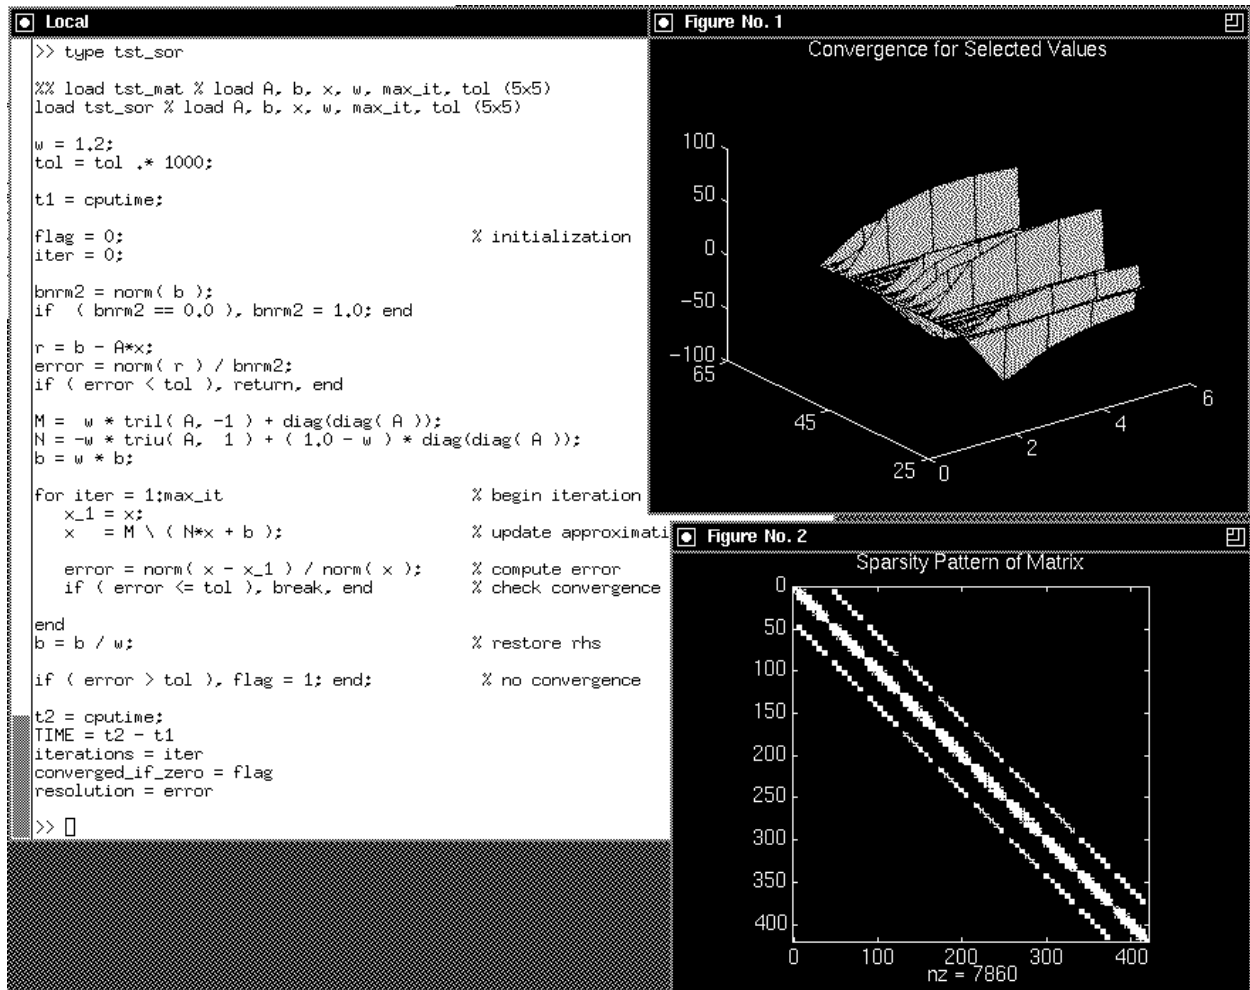 Local
>> type tst_sor
%% load tst_mat % load A, b, x, w, max_it, tol (5x5)
load tst_sor % load A, b, x, w, max_it, tol (5x5)
w = 1.2;
tol = tol .* 1000;
t1 = cputime;
flag = 0; % initialization
iter = 0;
bnrm2 = norm( b );
if ( bnrm2 == 0.0 ), bnrm2 = 1.0; end
r = b - A*x;
error = norm( r ) / bnrm2;
if ( error < tol ), return, end
M = w * tril( A, -1 ) + diag(diag( A ));
N = -w * triu( A, 1 ) + ( 1.0 - w ) * diag(diag( A ));
b = w * b;
for iter = 1:max_it % begin iteration
x_1 = x;
x = M \ ( N*x + b ); % update approximati
error = norm( x - x_1 ) / norm( x ); % compute error
if ( error <= tol ), break, end % check convergence
end
b = b / w; % restore rhs
if ( error > tol ), flag = 1; end; % no convergence
t2 = cputime;
TIME = t2 - t1
iterations = iter
converged_if_zero = flag
resolution = error
>>
Figure No. 1
Convergence for Selected Values
100
50
0
-50
-100
65
45
25
0
2
4
6
Figure No. 2
Sparsity Pattern of Matrix
0
50
100
150
200
250
300
350
400
0 100 200 300 400
nz = 7860